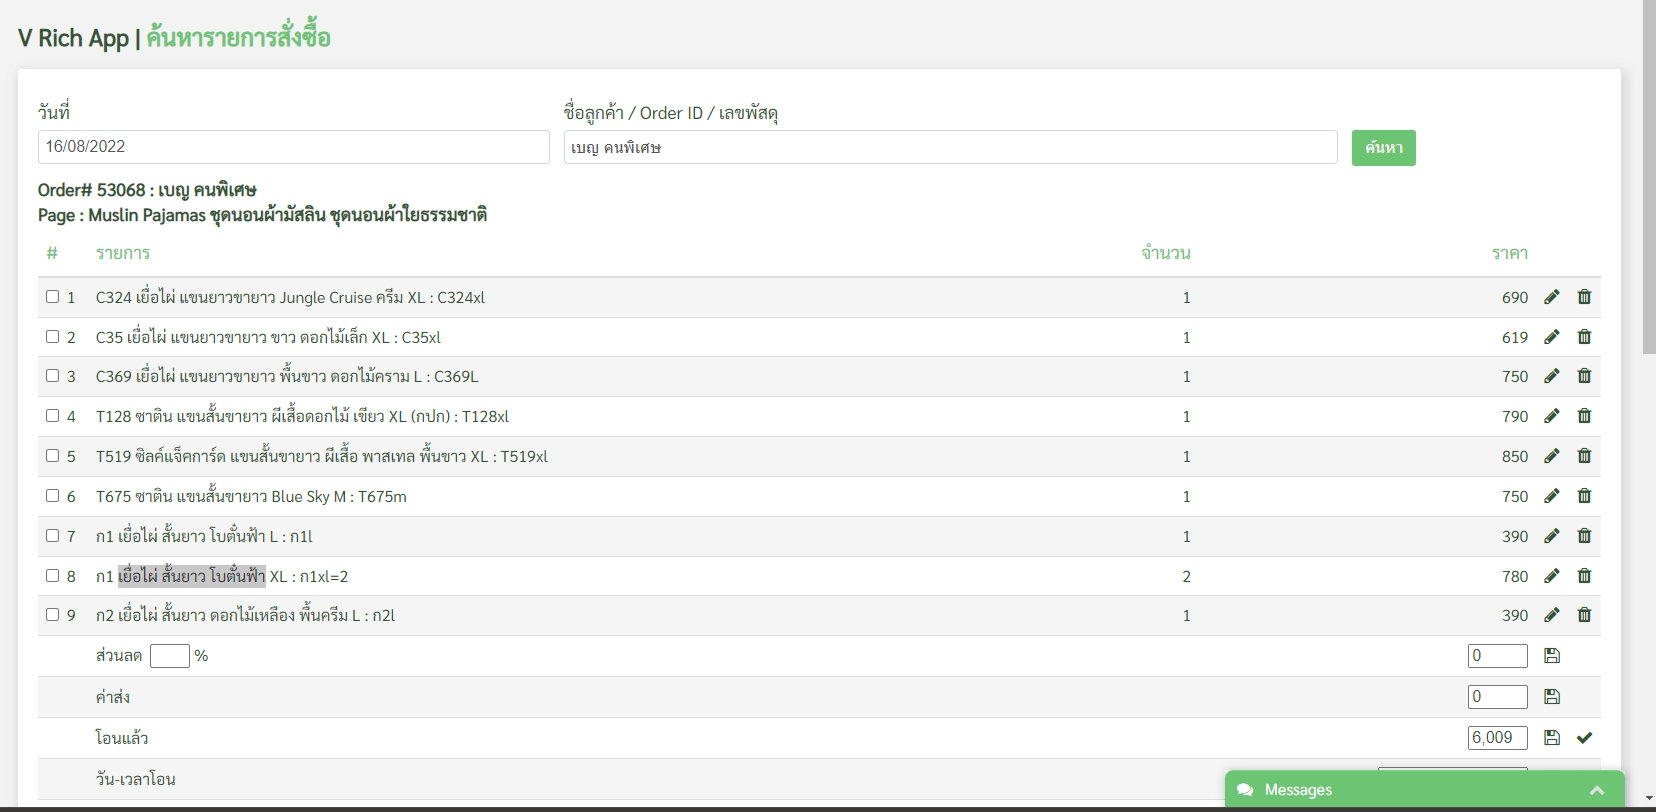 V Rich App | ค้นหารายการสั่งซื้อ
วันที่ ชื่อลูกค้า / Order ID / เลขพัสดุ
16/08/2022 เบญ คนพิเศษ ค้นหา
Order# 53068 : เบญ คนพิเศษ
Page : Muslin Pajamas ชุดนอนผ้ามัสลิน ชุดนอนผ้าใยธรรมชาติ
# รายการ จำนวน ราคา
1 C324 เยื่อไผ่ แขนยาวขายาว Jungle Cruise ครีม XL : C324xl 1 690
2 C35 เยื่อไผ่ แขนยาวขายาว ขาว ดอกไม้เล็ก XL : C35xl 1 619
3 C369 เยื่อไผ่ แขนยาวขายาว พื้นขาว ดอกไม้คราม L : C369L 1 750
4 T128 ซาติน แขนสั้นขายาว ผีเสื้อดอกไม้ เขียว XL (กปก) : T128xl 1 790
5 T519 ซิลค์แจ็คการ์ด แขนสั้นขายาว ผีเสื้อ พาสเทล พื้นขาว XL : T519xl 1 850
6 T675 ซาติน แขนสั้นขายาว Blue Sky M : T675m 1 750
7 ก1 เยื่อไผ่ สั้นยาว โบตั๋นฟ้า L : ก1l 1 390
8 ก1 เยื่อไผ่ สั้นยาว โบตั๋นฟ้า XL : ก1xl=2 2 780
9 ก2 เยื่อไผ่ สั้นยาว ดอกไม้เหลือง พื้นครีม L : ก2l 1 390
ส่วนลด % 0
ค่าส่ง 0
โอนแล้ว 6,009
วัน-เวลาโอน
Messages